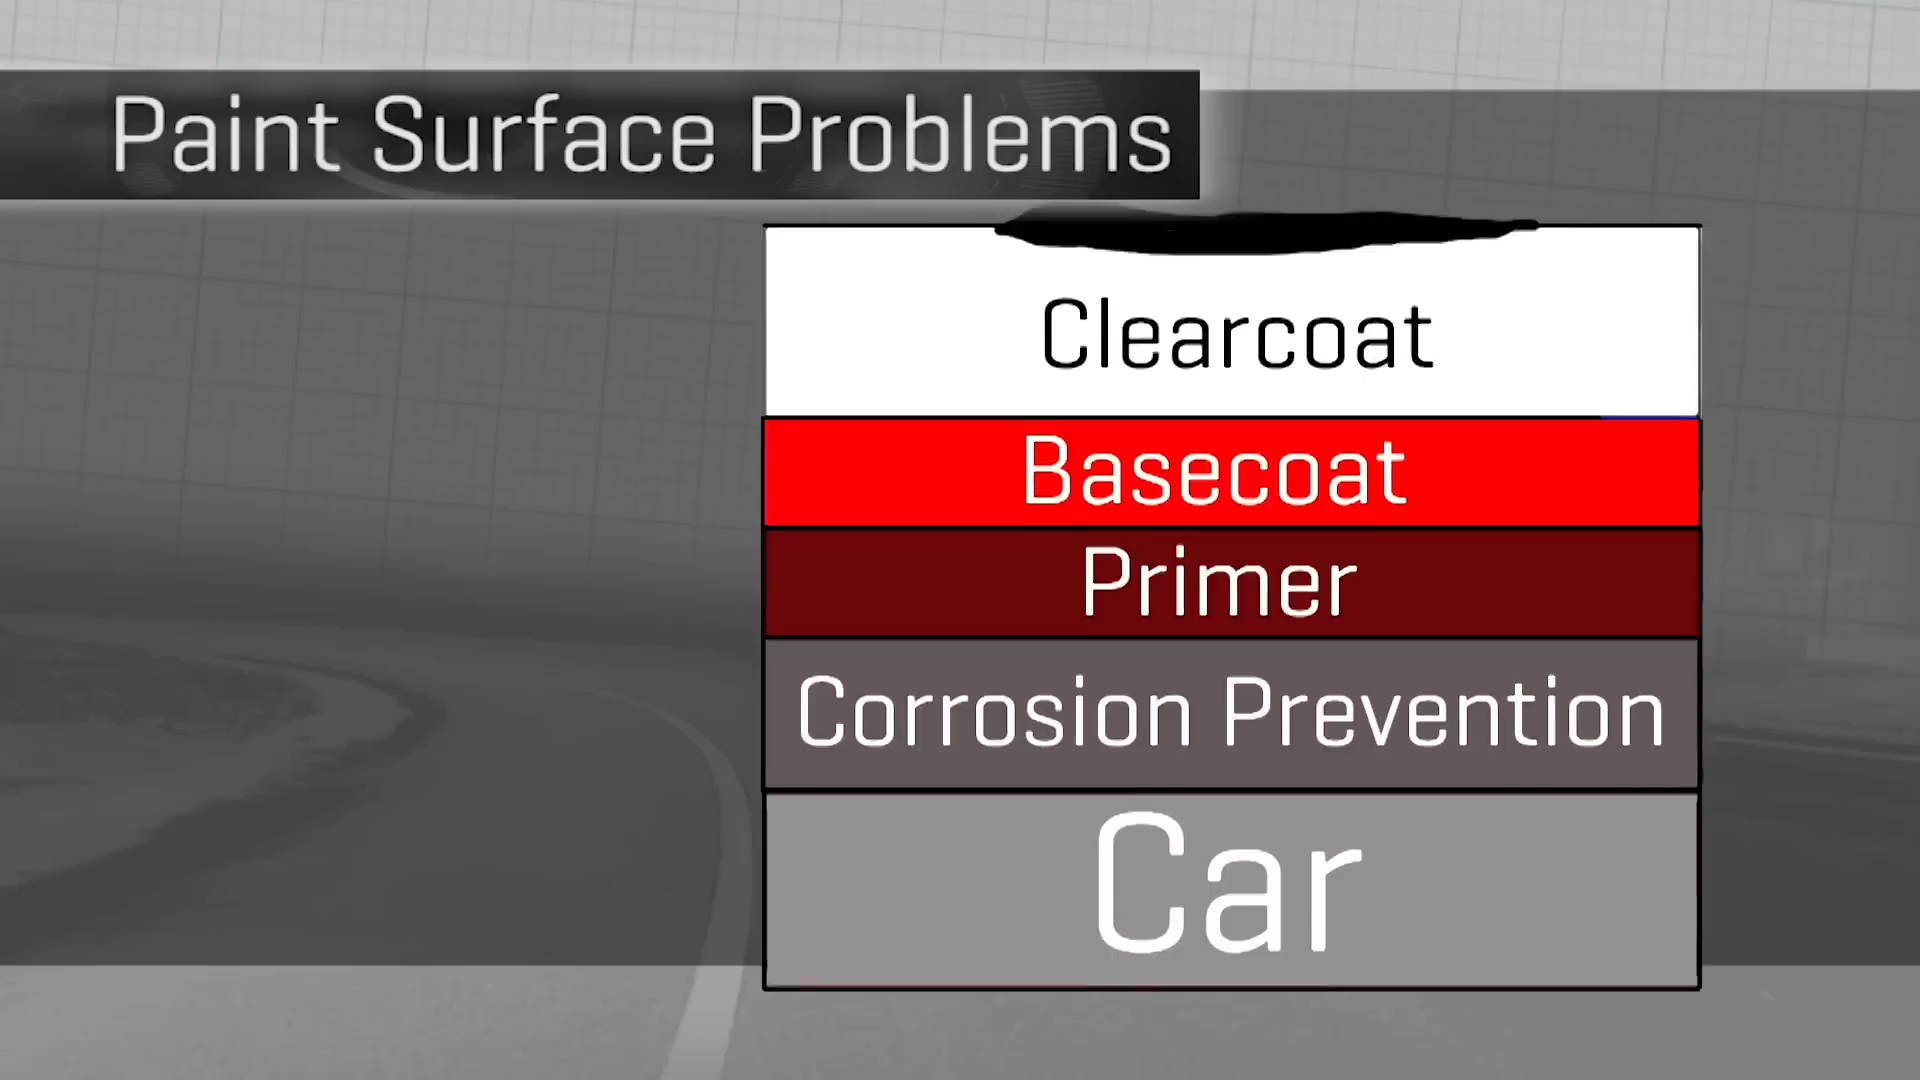 Paint Surface Problems
Clearcoat
Basecoat
Primer
Corrosion Prevention
Car